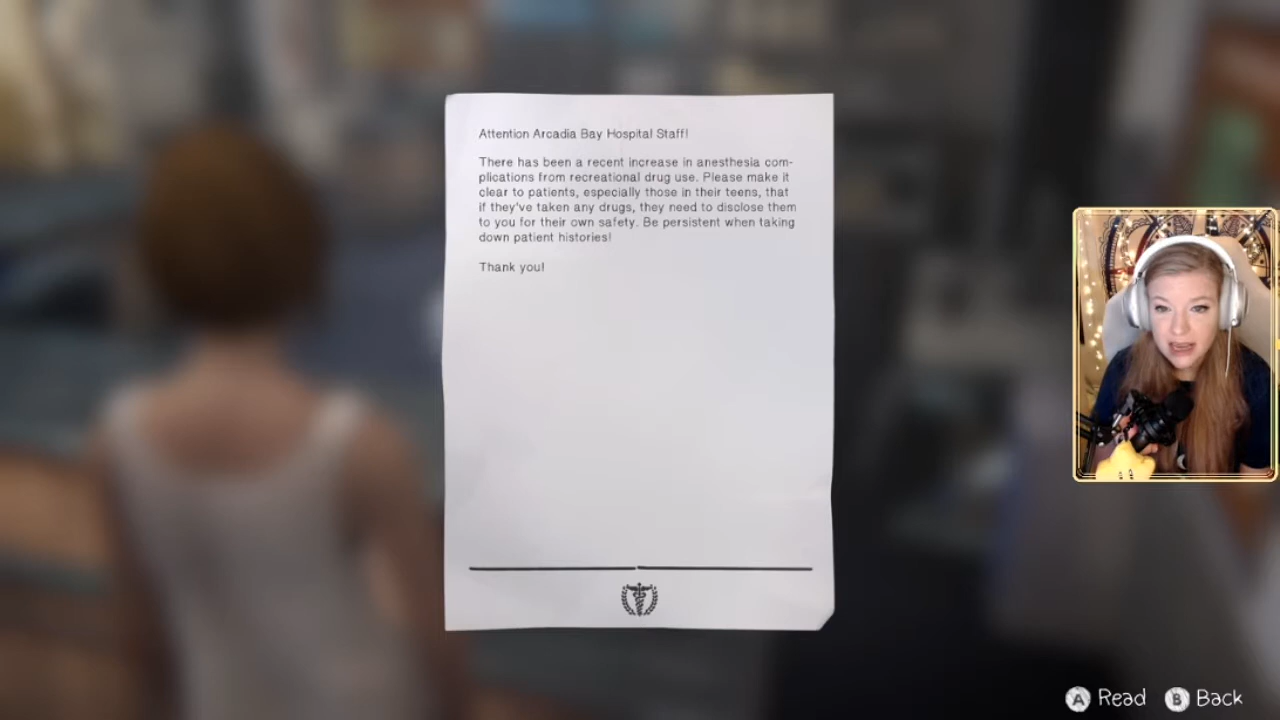 Attention Arcadia Bay Hospital Staff!
There has been a recent increase in anesthesia com-
plications from recreational drug use. Please make it
clear to patients, especially those in their teens, that
if they've taken any drugs, they need to disclose them
to you for their own safety. Be persistent when taking
down patient histories!
Thank you!
A Read B Back